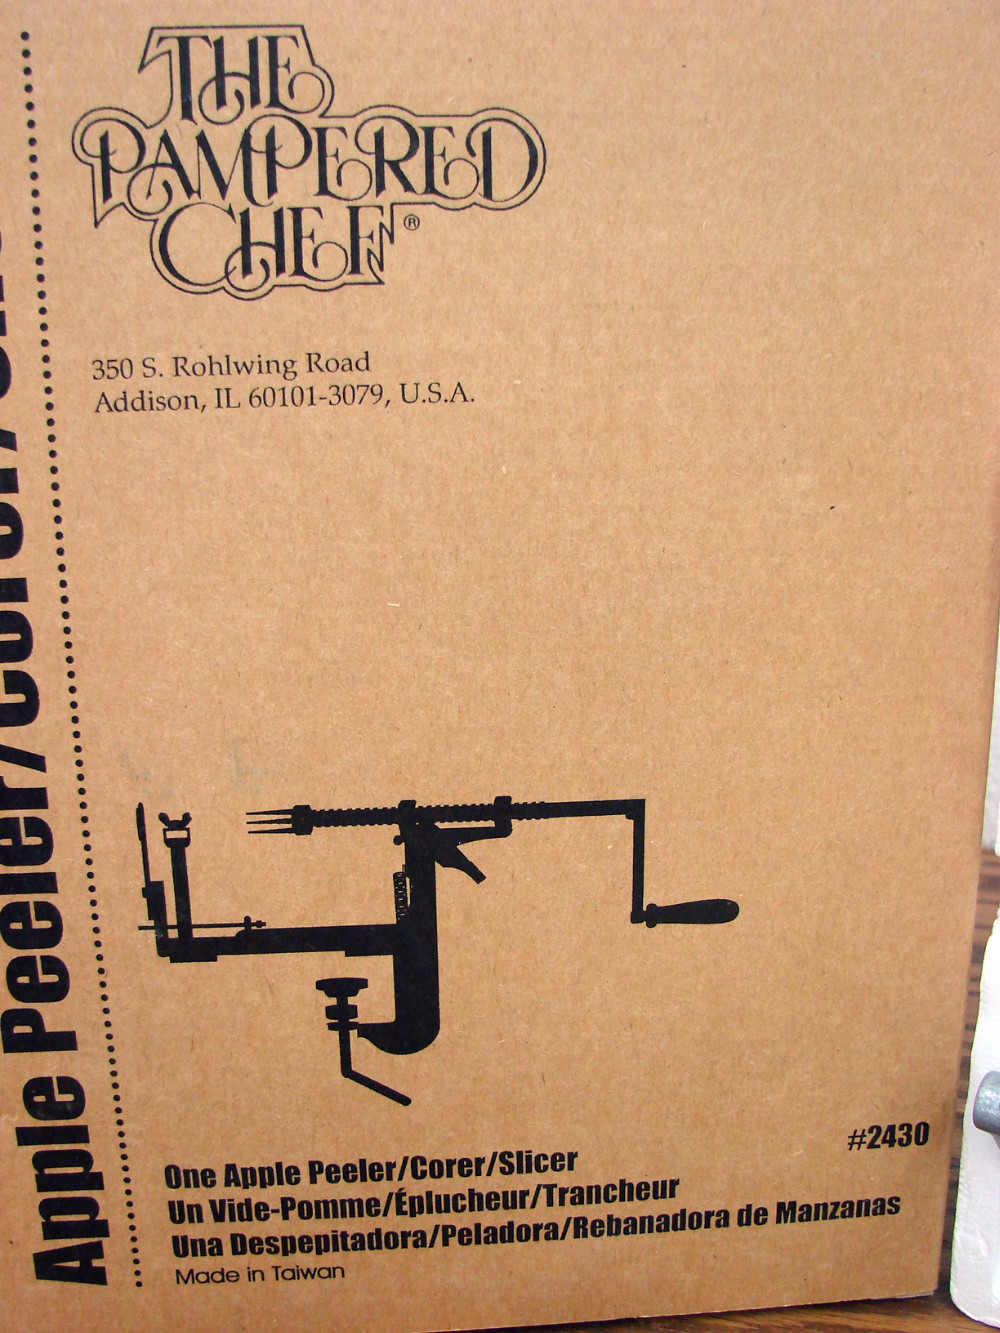 THE
PAMPERED
CHEF®
350 S. Rohlwing Road
Addison, IL 60101-3079, U.S.A.
Apple Peeler/Corer/
#2430
One Apple Peeler/Corer/Slicer
Un Vide-Pomme/Éplucheur/Trancheur
Una Despepitadora/Peladora/Rebanadora de Manzanas
Made in Taiwan